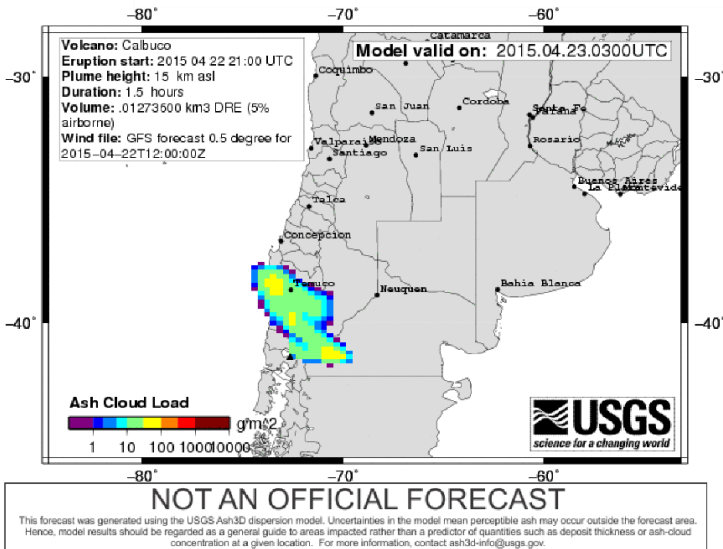 −80˚ −70˚ −60˚
Volcano: Calbuco
Eruption start: 2015 04 22 21:00 UTC
Plume height: 15 km asl
Duration: 1.5 hours
Volume: .01273500 km3 DRE (5%
airborne)
Wind file: GFS forecast 0.5 degree for
2015−04−22T12:00:00Z
Catamarca
Model valid on: 2015.04.23.0300UTC
−30˚ −30˚
Coquimbo
San Juan
Cordoba
Santa Fe
Parana
Valparaiso
Mendoza
Santiago
San Luis
Rosario
Buenos Aires
La Plata
Montevide
Talca
Concepcion
Temuco
Neuquen
Bahia Blanca
−40˚ −40˚
Ash Cloud Load
g/m^2
1 10 100 1000 10000
USGS
science for a changing world
−80˚ −70˚ −60˚
NOT AN OFFICIAL FORECAST
This forecast was generated using the USGS Ash3D dispersion model. Uncertainties in the model mean perceptible ash may occur outside the forecast area.
Hence, model results should be regarded as a general guide to areas impacted rather than a predictor of quantities such as deposit thickness or ash-cloud
concentration at a given location. For more information, contact ash3d-info@usgs.gov.